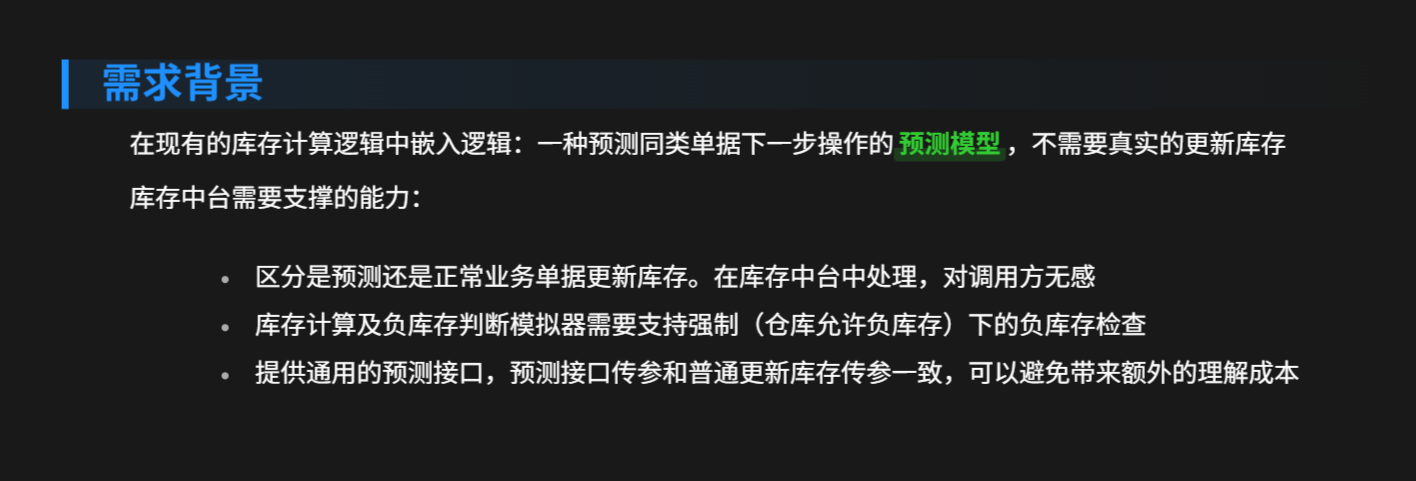 需求背景
在现有的库存计算逻辑中嵌入逻辑：一种预测同类单据下一步操作的 预测模型，不需要真实的更新库存
库存中台需要支撑的能力：
• 区分是预测还是正常业务单据更新库存。在库存中台中处理，对调用方无感
• 库存计算及负库存判断模拟器需要支持强制（仓库允许负库存）下的负库存检查
• 提供通用的预测接口，预测接口传参和普通更新库存传参一致，可以避免带来额外的理解成本